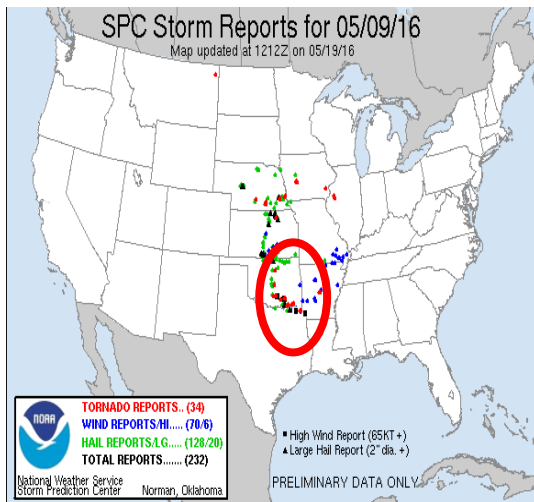 SPC Storm Reports for 05/09/16
Map updated at 1212Z on 05/19/16
NOAA
TORNADO REPORTS.. (34)
WIND REPORTS/HI..... (70/6)
HAIL REPORTS/LG..... (128/20)
TOTAL REPORTS....... (232)
National Weather Service
Storm Prediction Center Norman, Oklahoma
High Wind Report (65KT +)
Large Hail Report (2" dia. +)
PRELIMINARY DATA ONLY